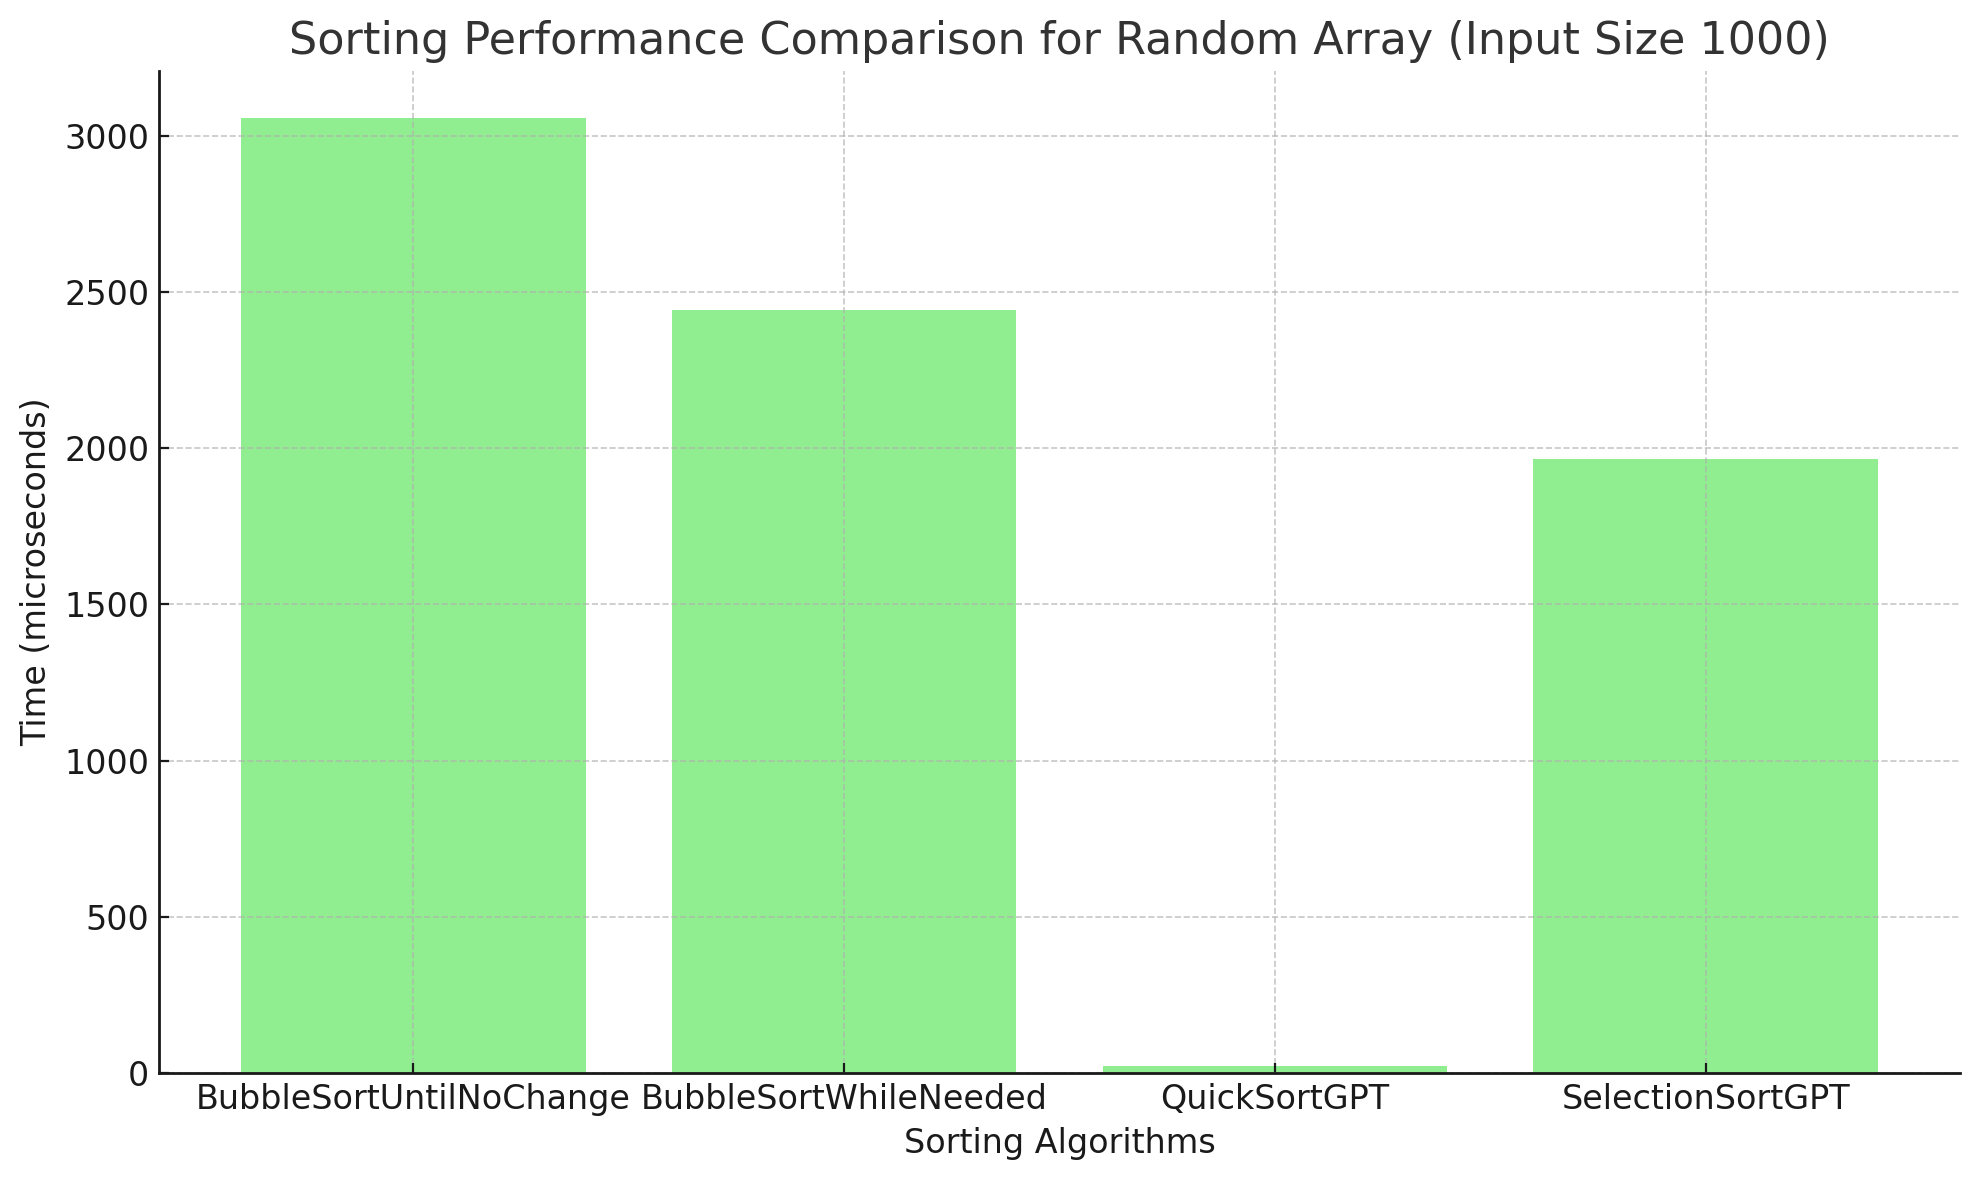 Sorting Performance Comparison for Random Array (Input Size 1000)
Time (microseconds)
3000
2500
2000
1500
1000
500
0
BubbleSortUntilNoChange BubbleSortWhileNeeded QuickSortGPT SelectionSortGPT
Sorting Algorithms